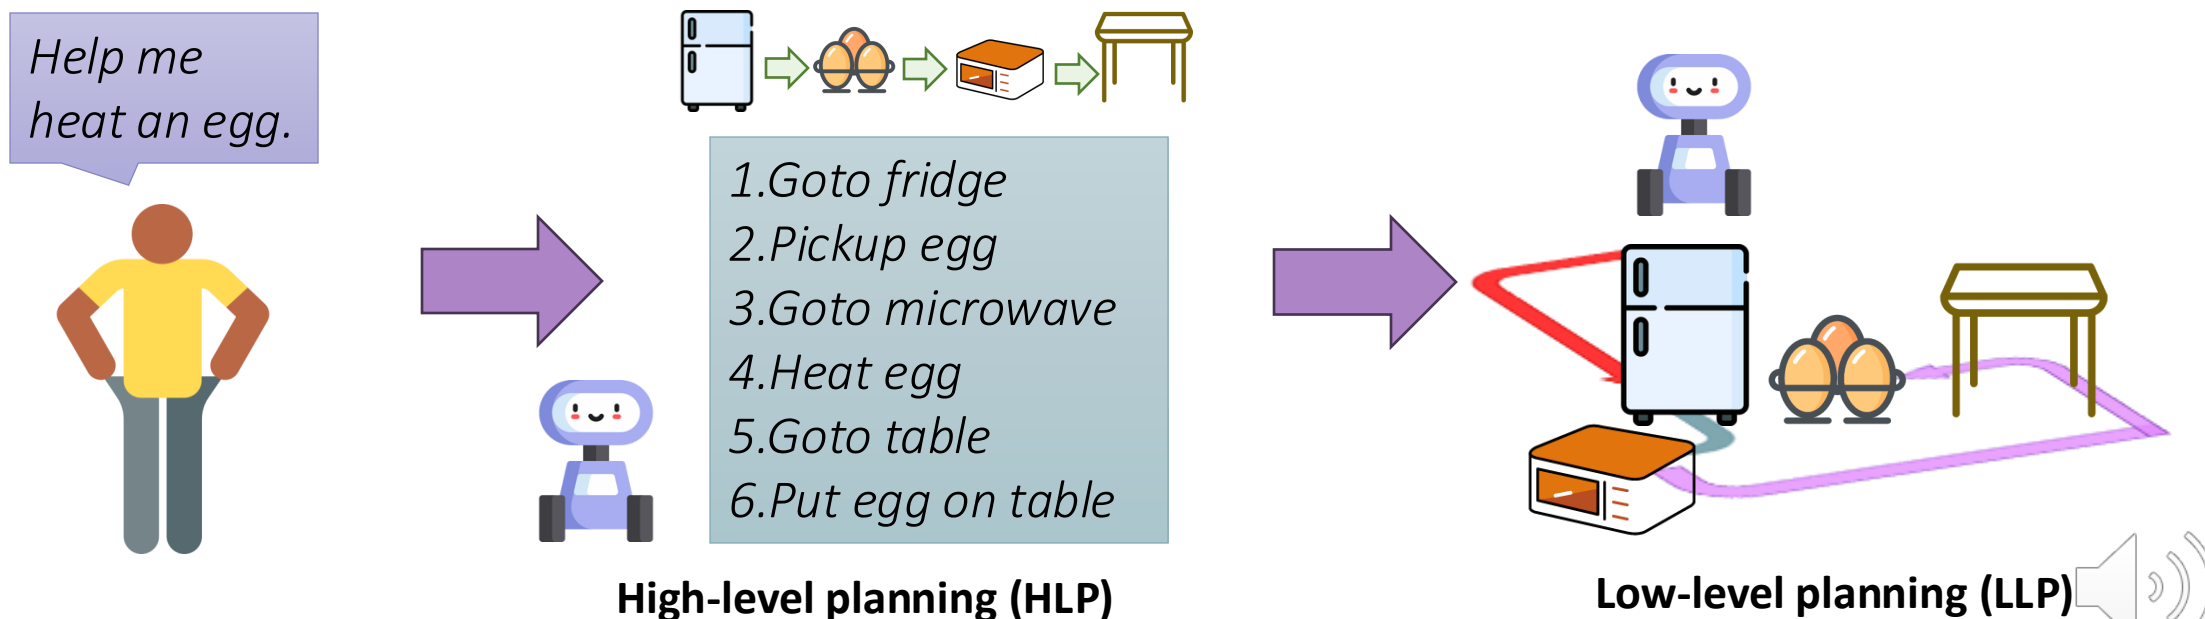 Help me
heat an egg.
1.Goto fridge
2.Pickup egg
3.Goto microwave
4.Heat egg
5.Goto table
6.Put egg on table
High-level planning (HLP)
Low-level planning (LLP)